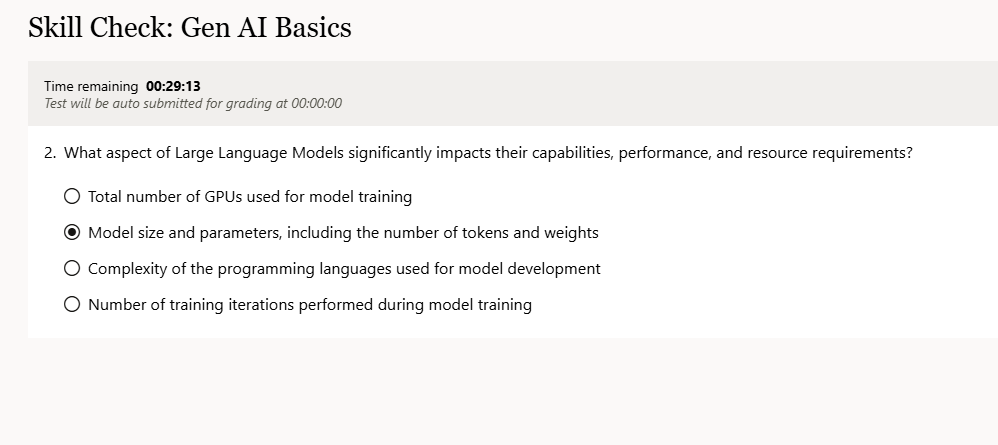 Skill Check: Gen AI Basics
Time remaining 00:29:13
Test will be auto submitted for grading at 00:00:00
2. What aspect of Large Language Models significantly impacts their capabilities, performance, and resource requirements?
Total number of GPUs used for model training
Model size and parameters, including the number of tokens and weights
Complexity of the programming languages used for model development
Number of training iterations performed during model training